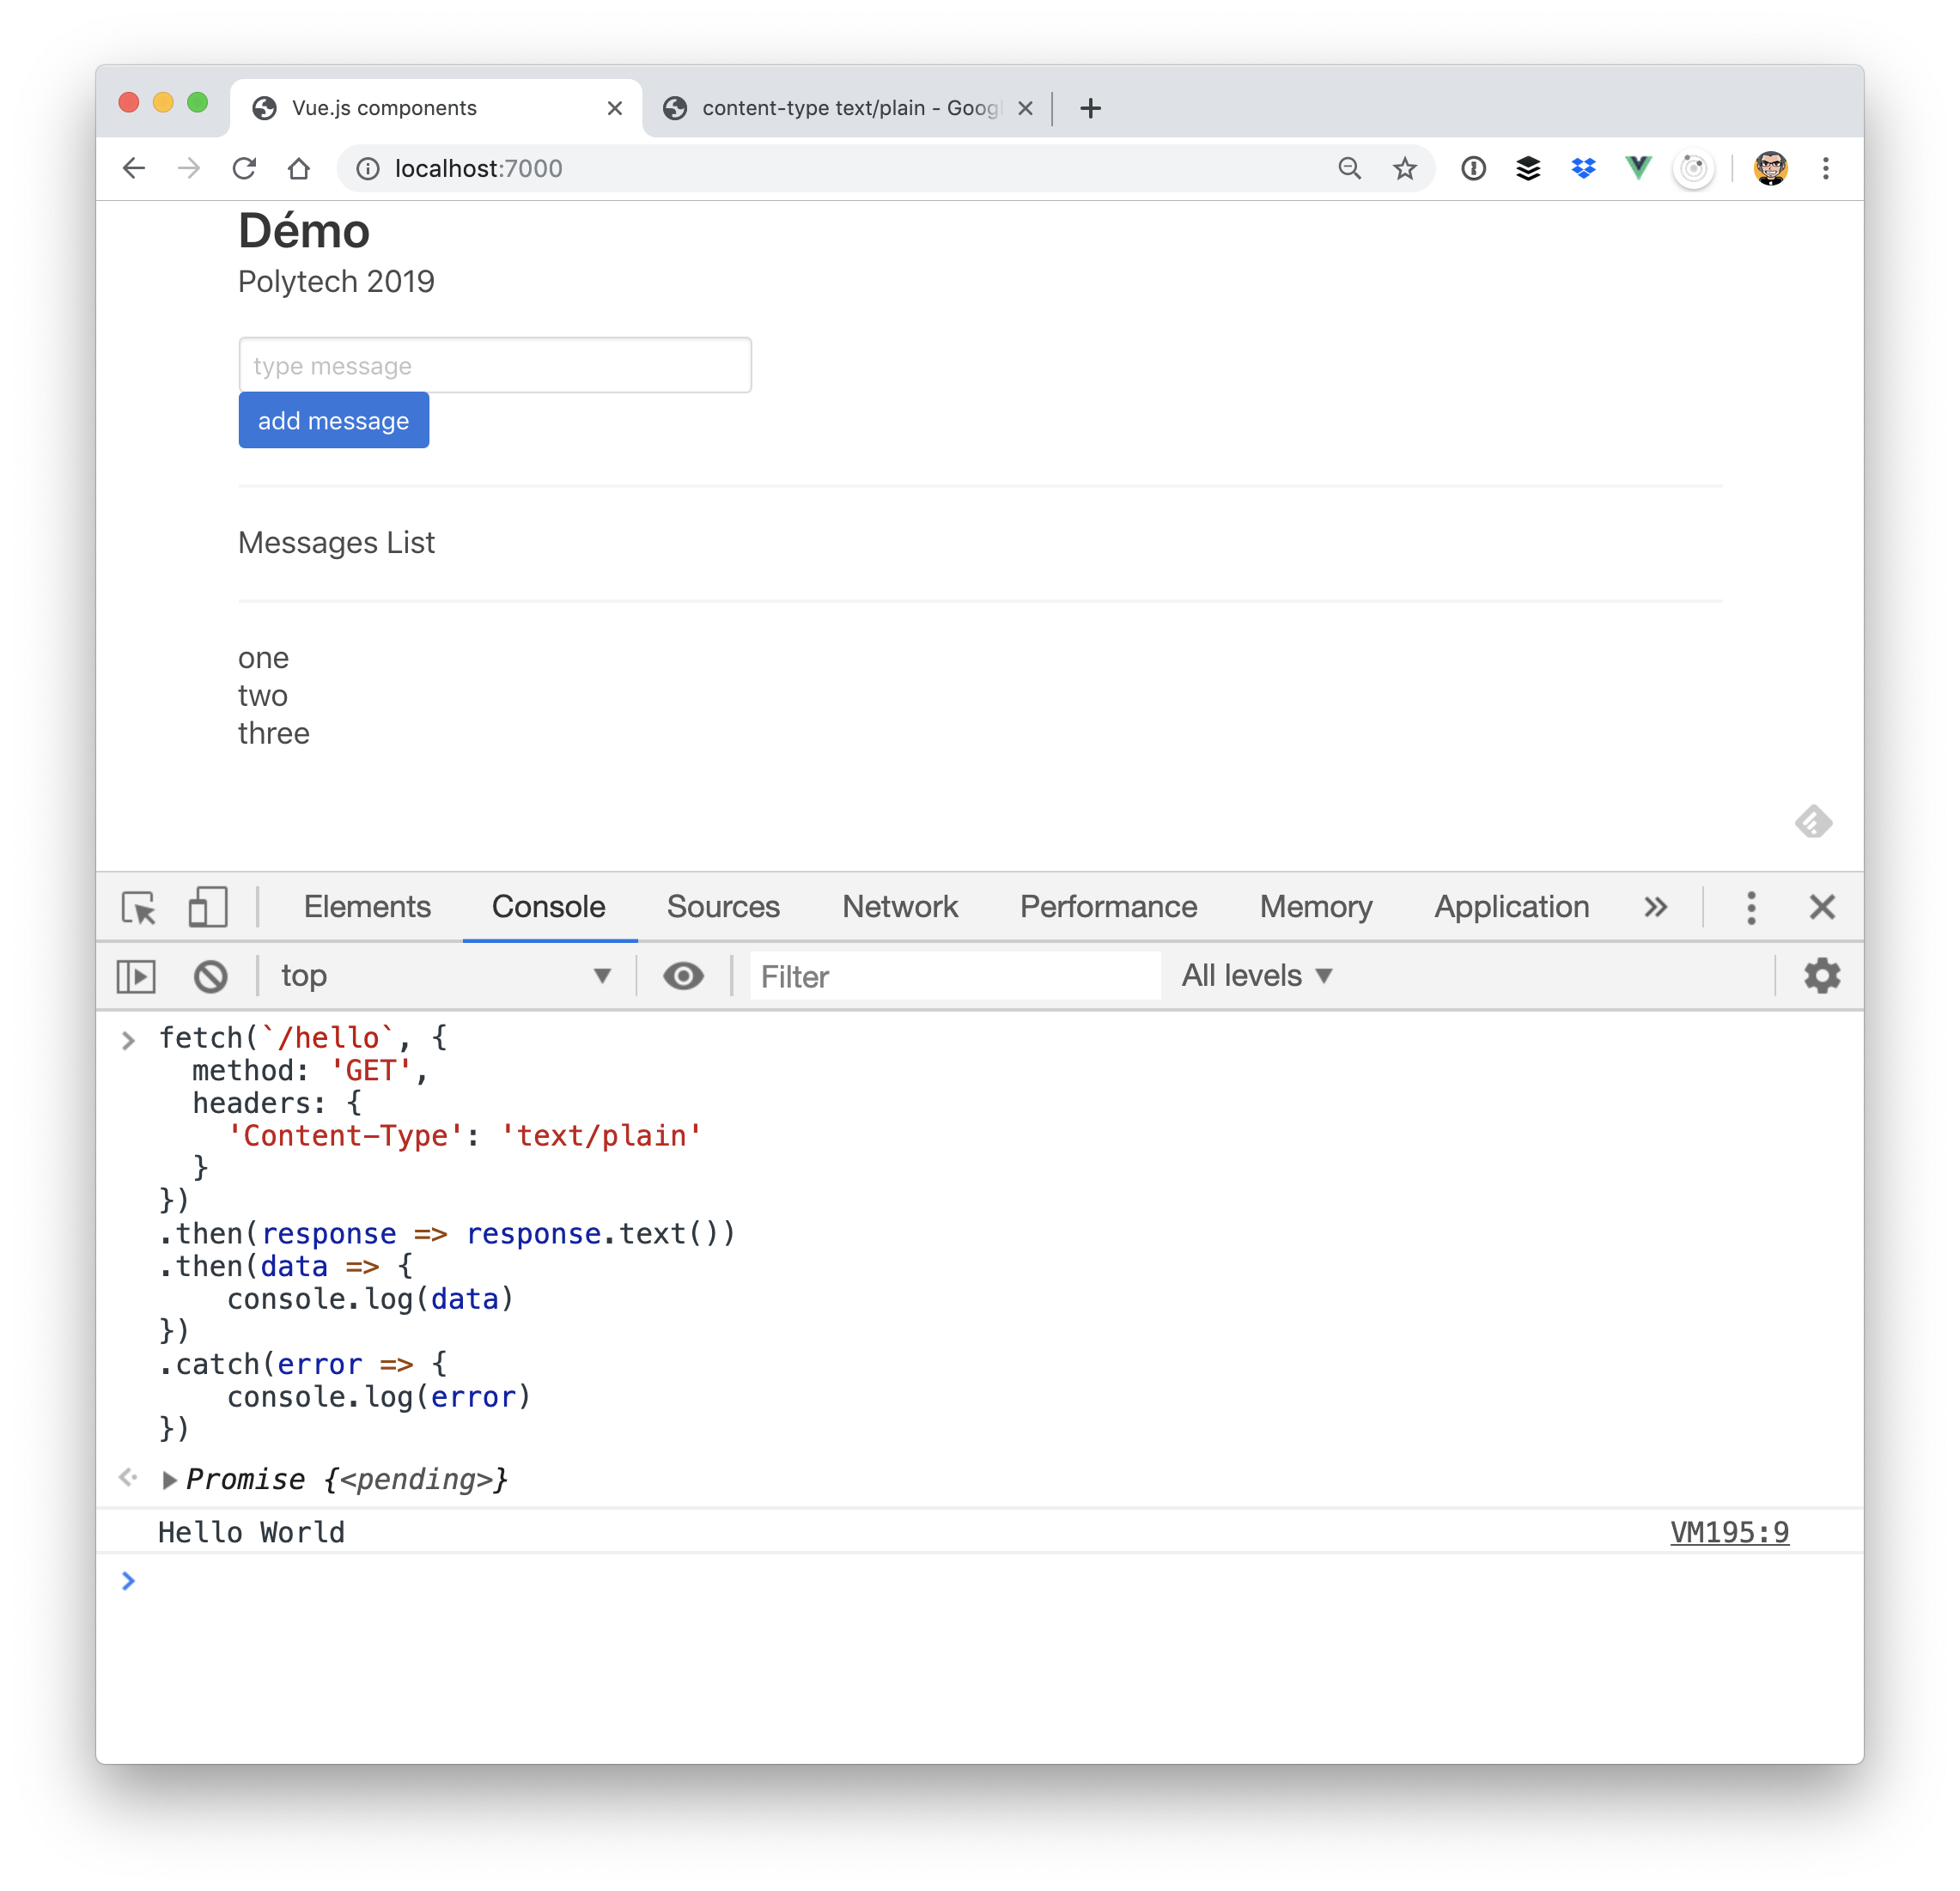 Vue.js components
content-type text/plain - Goog
localhost:7000
Démo
Polytech 2019
type message
add message
Messages List
one
two
three
Elements Console Sources Network Performance Memory Application
top Filter All levels
fetch(`/hello`, {
  method: 'GET',
  headers: {
    'Content-Type': 'text/plain'
  }
})
.then(response => response.text())
.then(data => {
    console.log(data)
})
.catch(error => {
    console.log(error)
})
Promise {<pending>}
Hello World VM195:9